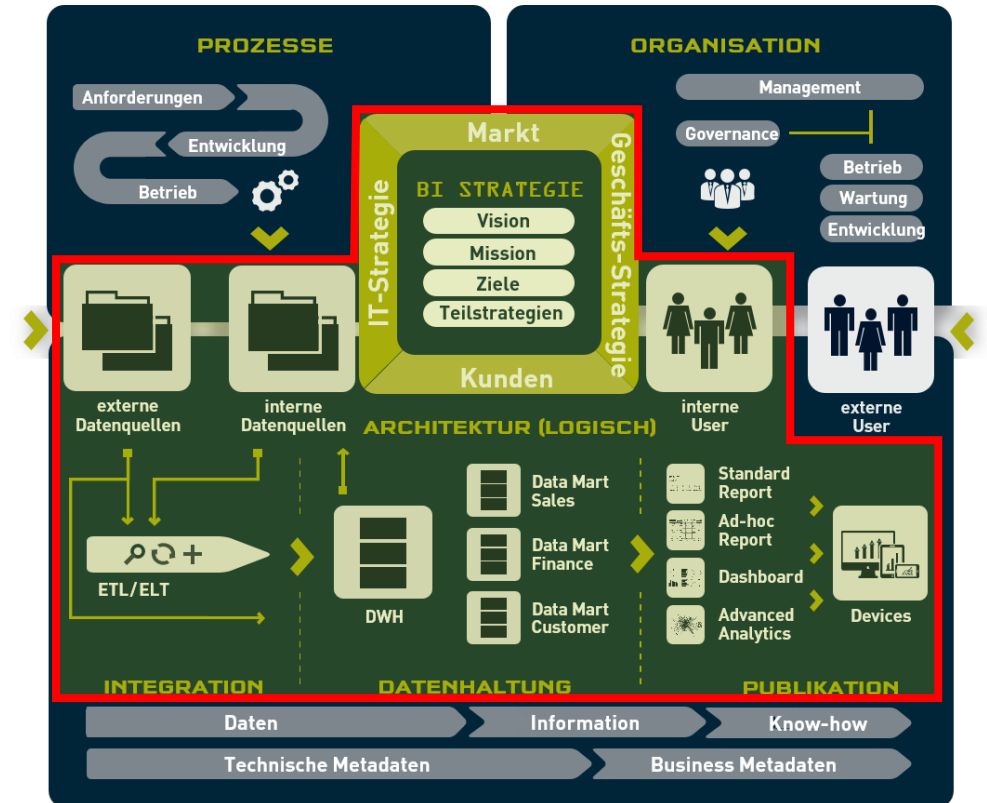 PROZESSE
Anforderungen
Entwicklung
Betrieb
ORGANISATION
Management
Governance
Betrieb
Wartung
Entwicklung
Markt
IT-Strategie
Geschäfts-Strategie
BI STRATEGIE
Vision
Mission
Ziele
Teilstrategien
Kunden
externe
Datenquellen
interne
Datenquellen
interne
User
externe
User
ARCHITEKTUR (LOGISCH)
ETL/ELT
DWH
Data Mart
Sales
Data Mart
Finance
Data Mart
Customer
Standard
Report
Ad-hoc
Report
Dashboard
Advanced
Analytics
Devices
INTEGRATION
DATENHALTUNG
PUBLIKATION
Daten
Information
Know-how
Technische Metadaten
Business Metadaten